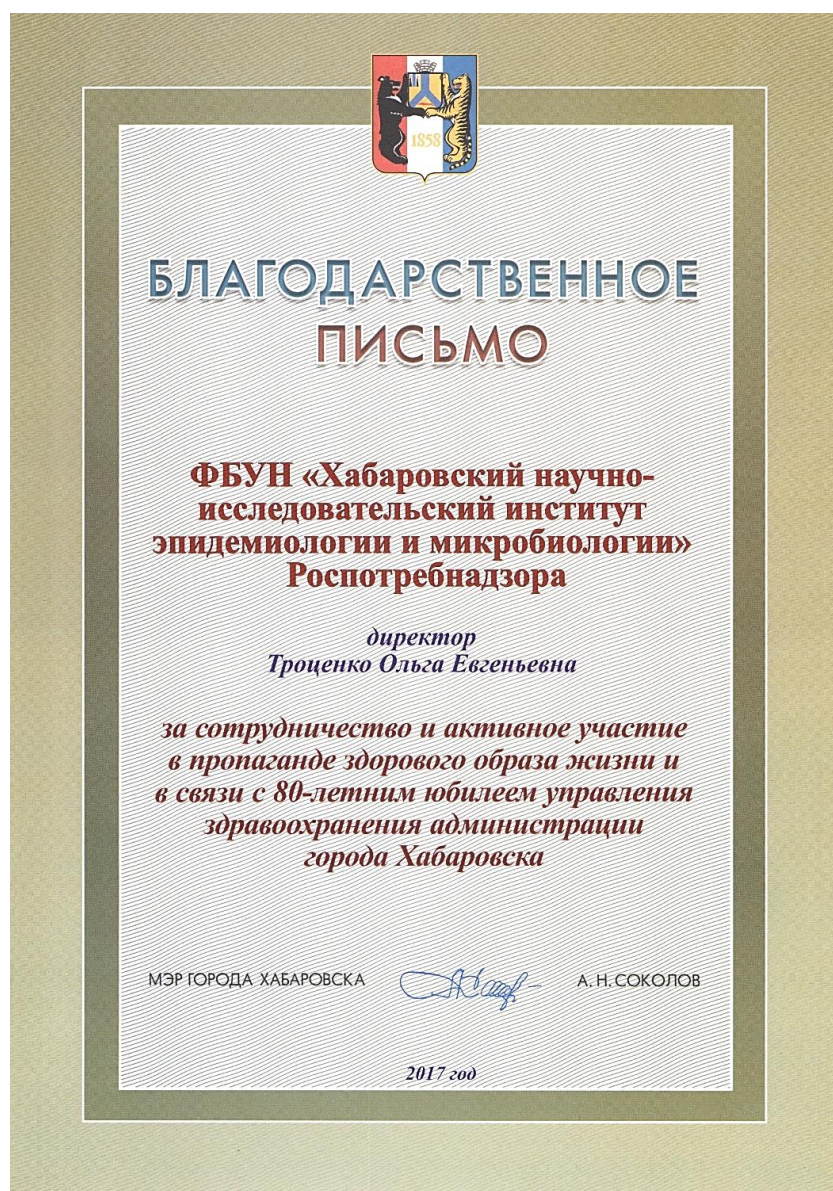 1858
БЛАГОДАРСТВЕННОЕ
ПИСЬМО
ФБУН «Хабаровский научно-
исследовательский институт
эпидемиологии и микробиологии»
Роспотребнадзора
директор
Троценко Ольга Евгеньевна
за сотрудничество и активное участие
в пропаганде здорового образа жизни и
в связи с 80-летним юбилеем управления
здравоохранения администрации
города Хабаровска
МЭР ГОРОДА ХАБАРОВСКА А. Н. СОКОЛОВ
2017 год